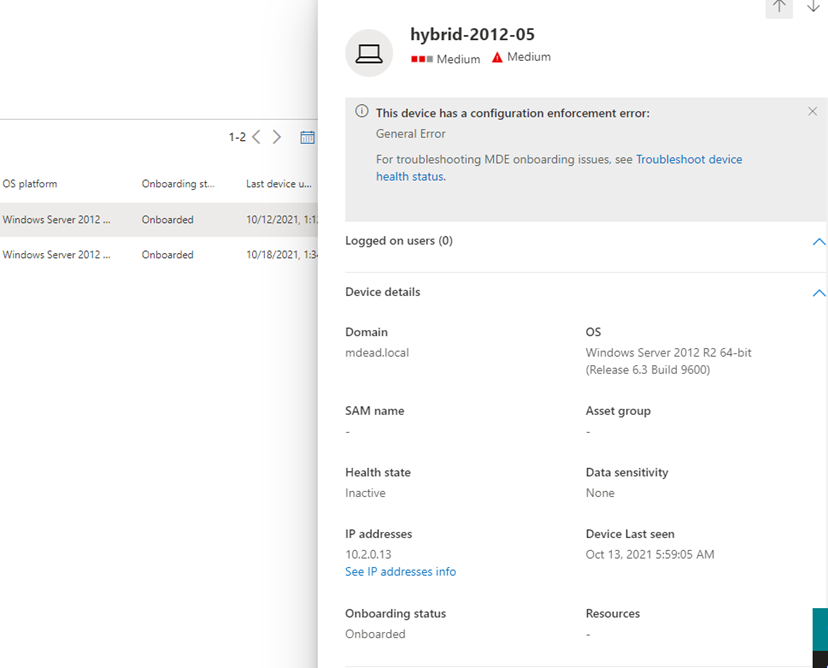 1-2
OS platform Onboarding st... Last device u...
Windows Server 2012 ... Onboarded 10/12/2021, 1:1
Windows Server 2012 ... Onboarded 10/18/2021, 1:34
hybrid-2012-05
Medium Medium
This device has a configuration enforcement error:
General Error
For troubleshooting MDE onboarding issues, see Troubleshoot device
health status.
Logged on users (0)
Device details
Domain OS
mdead.local Windows Server 2012 R2 64-bit
(Release 6.3 Build 9600)
SAM name Asset group
- -
Health state Data sensitivity
Inactive None
IP addresses Device Last seen
10.2.0.13 Oct 13, 2021 5:59:05 AM
See IP addresses info
Onboarding status Resources
Onboarded -